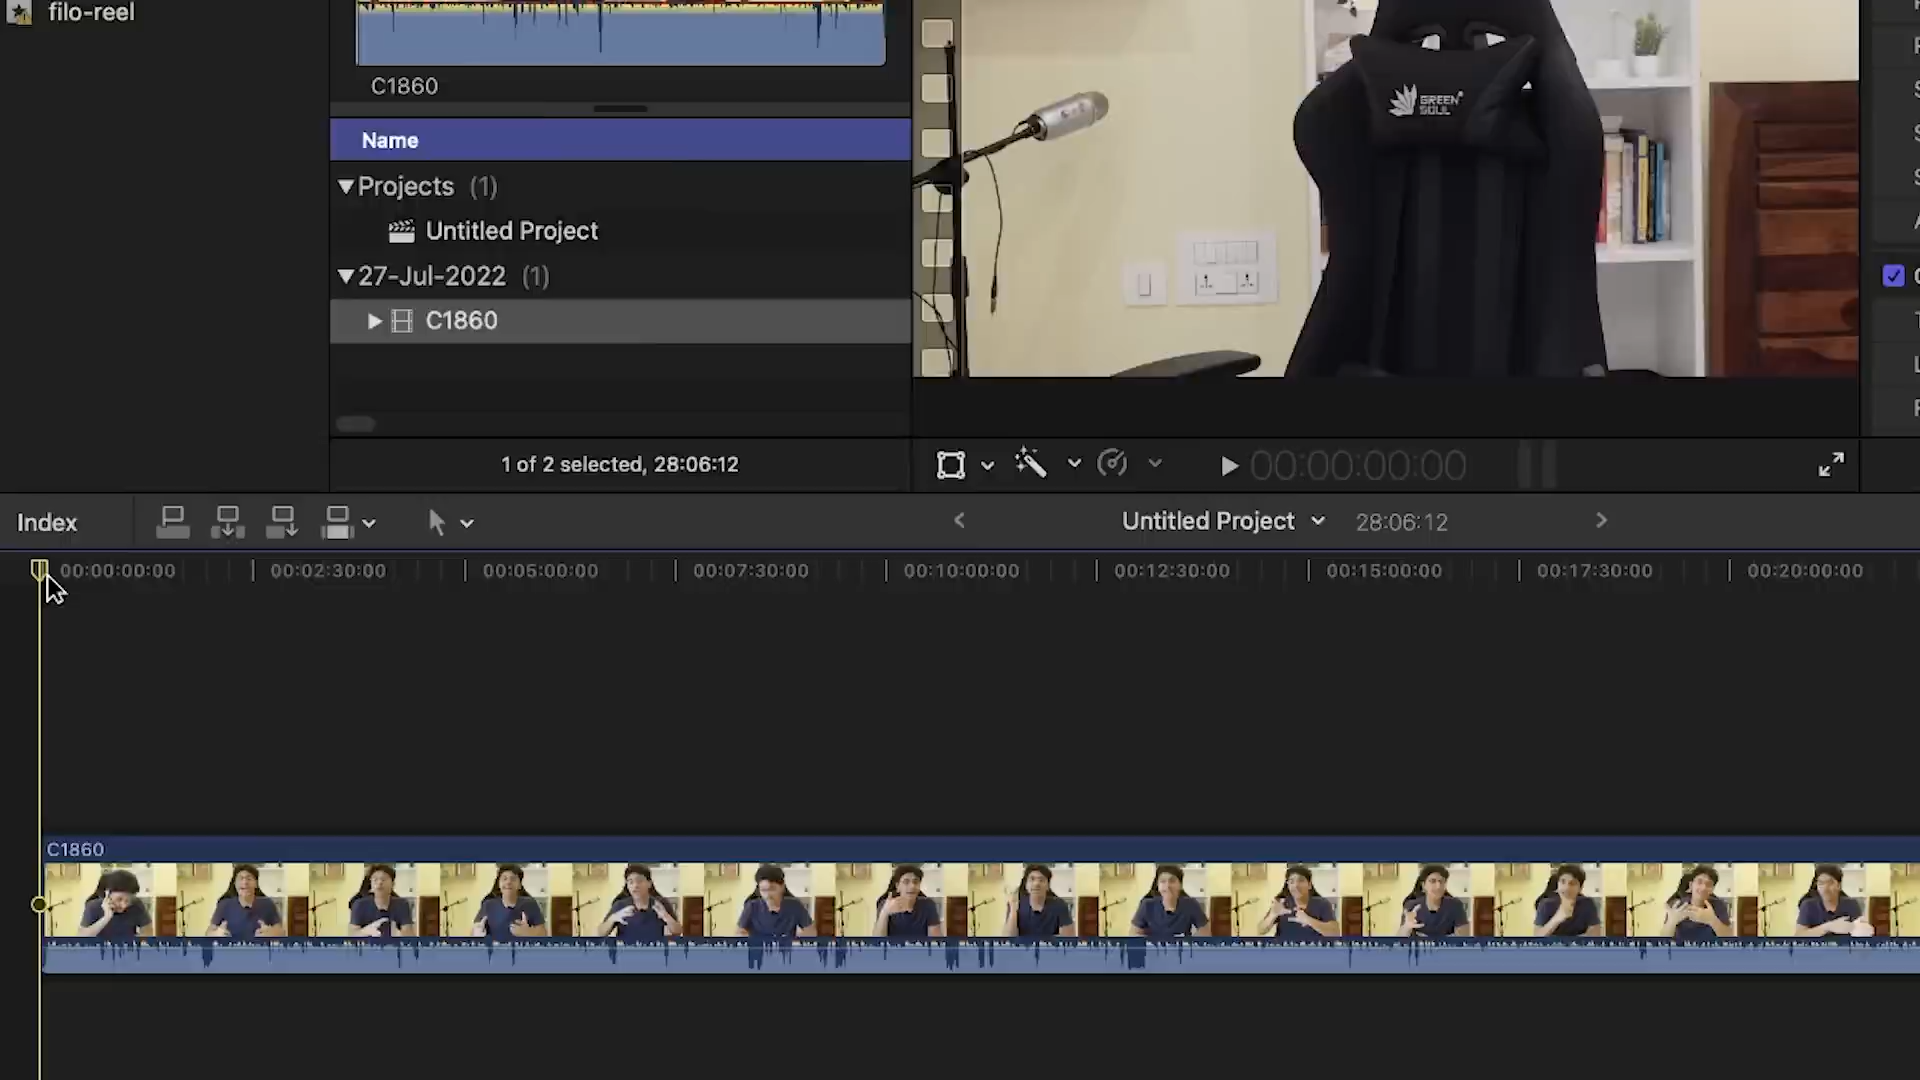 filo-reel
C1860
Name
Projects (1)
Untitled Project
27-Jul-2022 (1)
C1860
GREEN
SOUL
1 of 2 selected, 28:06:12
00:00:00:00
Index
Untitled Project
28:06:12
00:00:00:00
00:02:30:00
00:05:00:00
00:07:30:00
00:10:00:00
00:12:30:00
00:15:00:00
00:17:30:00
00:20:00:00
C1860